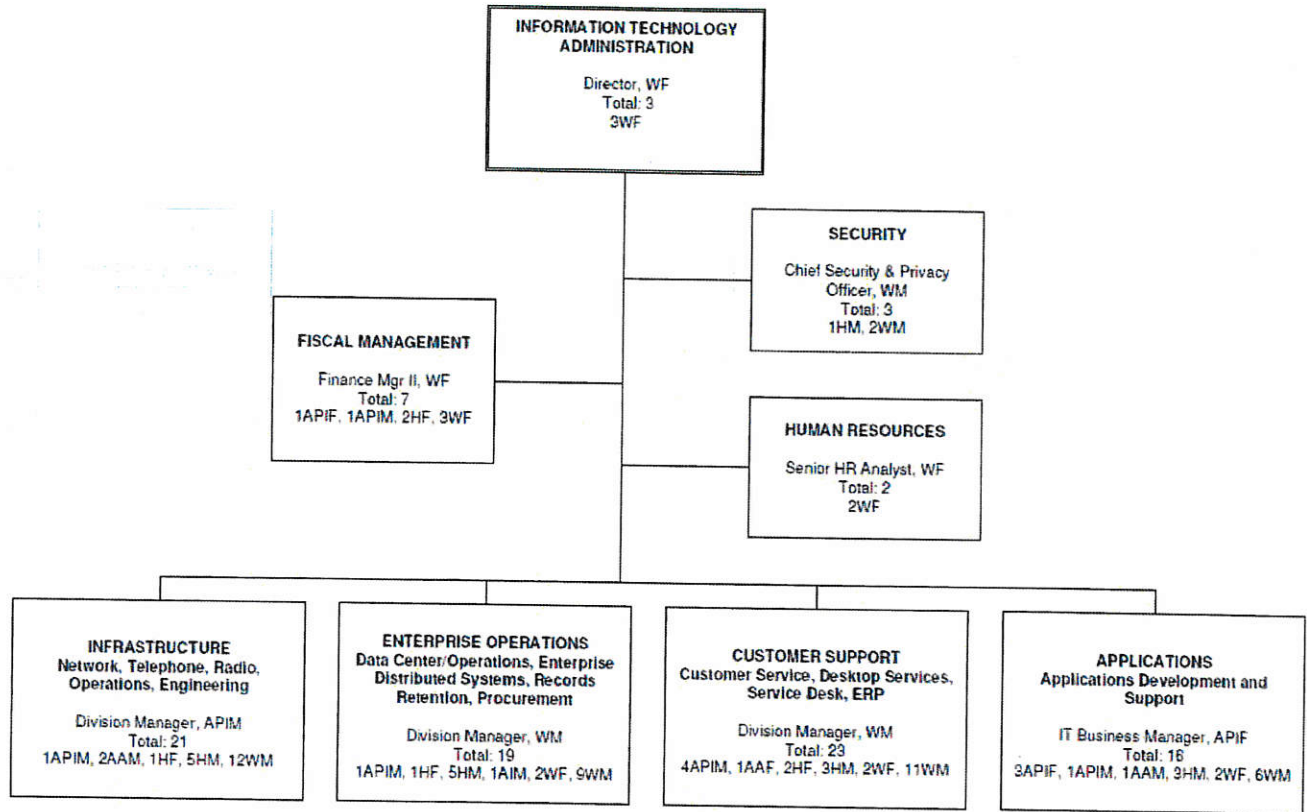 INFORMATION TECHNOLOGY
ADMINISTRATION
Director, WF
Total: 3
3WF
SECURITY
Chief Security & Privacy
Officer, WM
Total: 3
1HM, 2WM
FISCAL MANAGEMENT
Finance Mgr II, WF
Total: 7
1APIF, 1APIM, 2HF, 3WF
HUMAN RESOURCES
Senior HR Analyst, WF
Total: 2
2WF
INFRASTRUCTURE
Network, Telephone, Radio,
Operations, Engineering
Division Manager, APIM
Total: 21
1APIM, 2AAM, 1HF, 5HM, 12WM
ENTERPRISE OPERATIONS
Data Center/Operations, Enterprise
Distributed Systems, Records
Retention, Procurement
Division Manager, WM
Total: 19
1APIM, 1HF, 5HM, 1AIM, 2WF, 9WM
CUSTOMER SUPPORT
Customer Service, Desktop Services,
Service Desk, ERP
Division Manager, WM
Total: 23
4APIM, 1AAF, 2HF, 3HM, 2WF, 11WM
APPLICATIONS
Applications Development and
Support
IT Business Manager, APIF
Total: 16
3APIF, 1APIM, 1AAM, 3HM, 2WF, 6WM